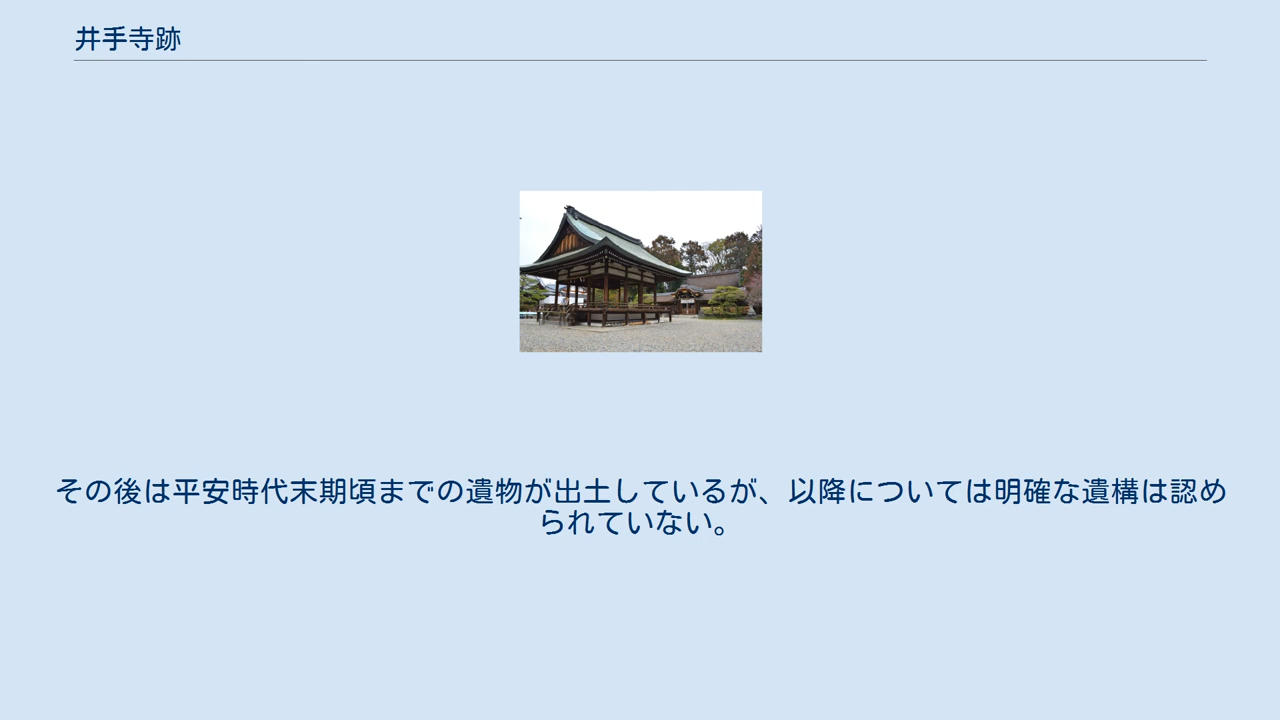 井手寺跡
その後は平安時代末期頃までの遺物が出土しているが、以降については明確な遺構は認め
られていない。